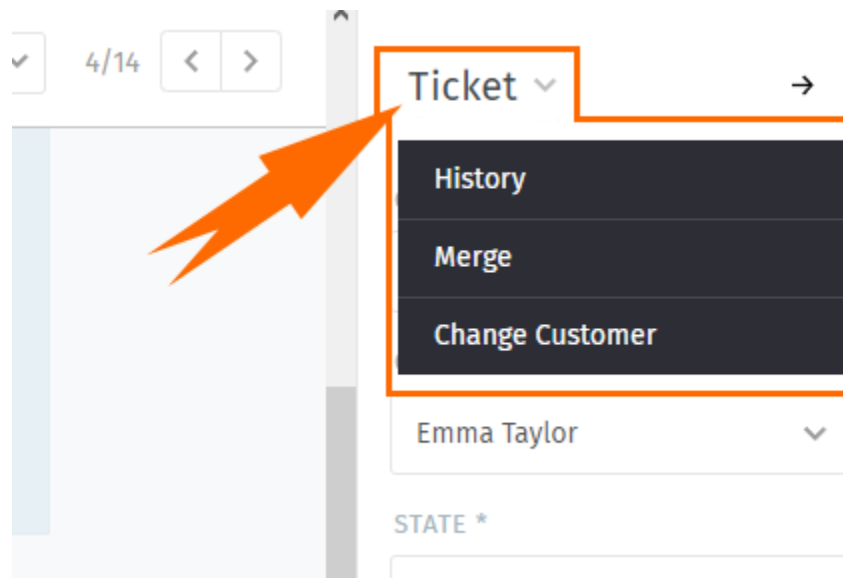 4/14
Ticket
History
Merge
Change Customer
Emma Taylor
STATE *